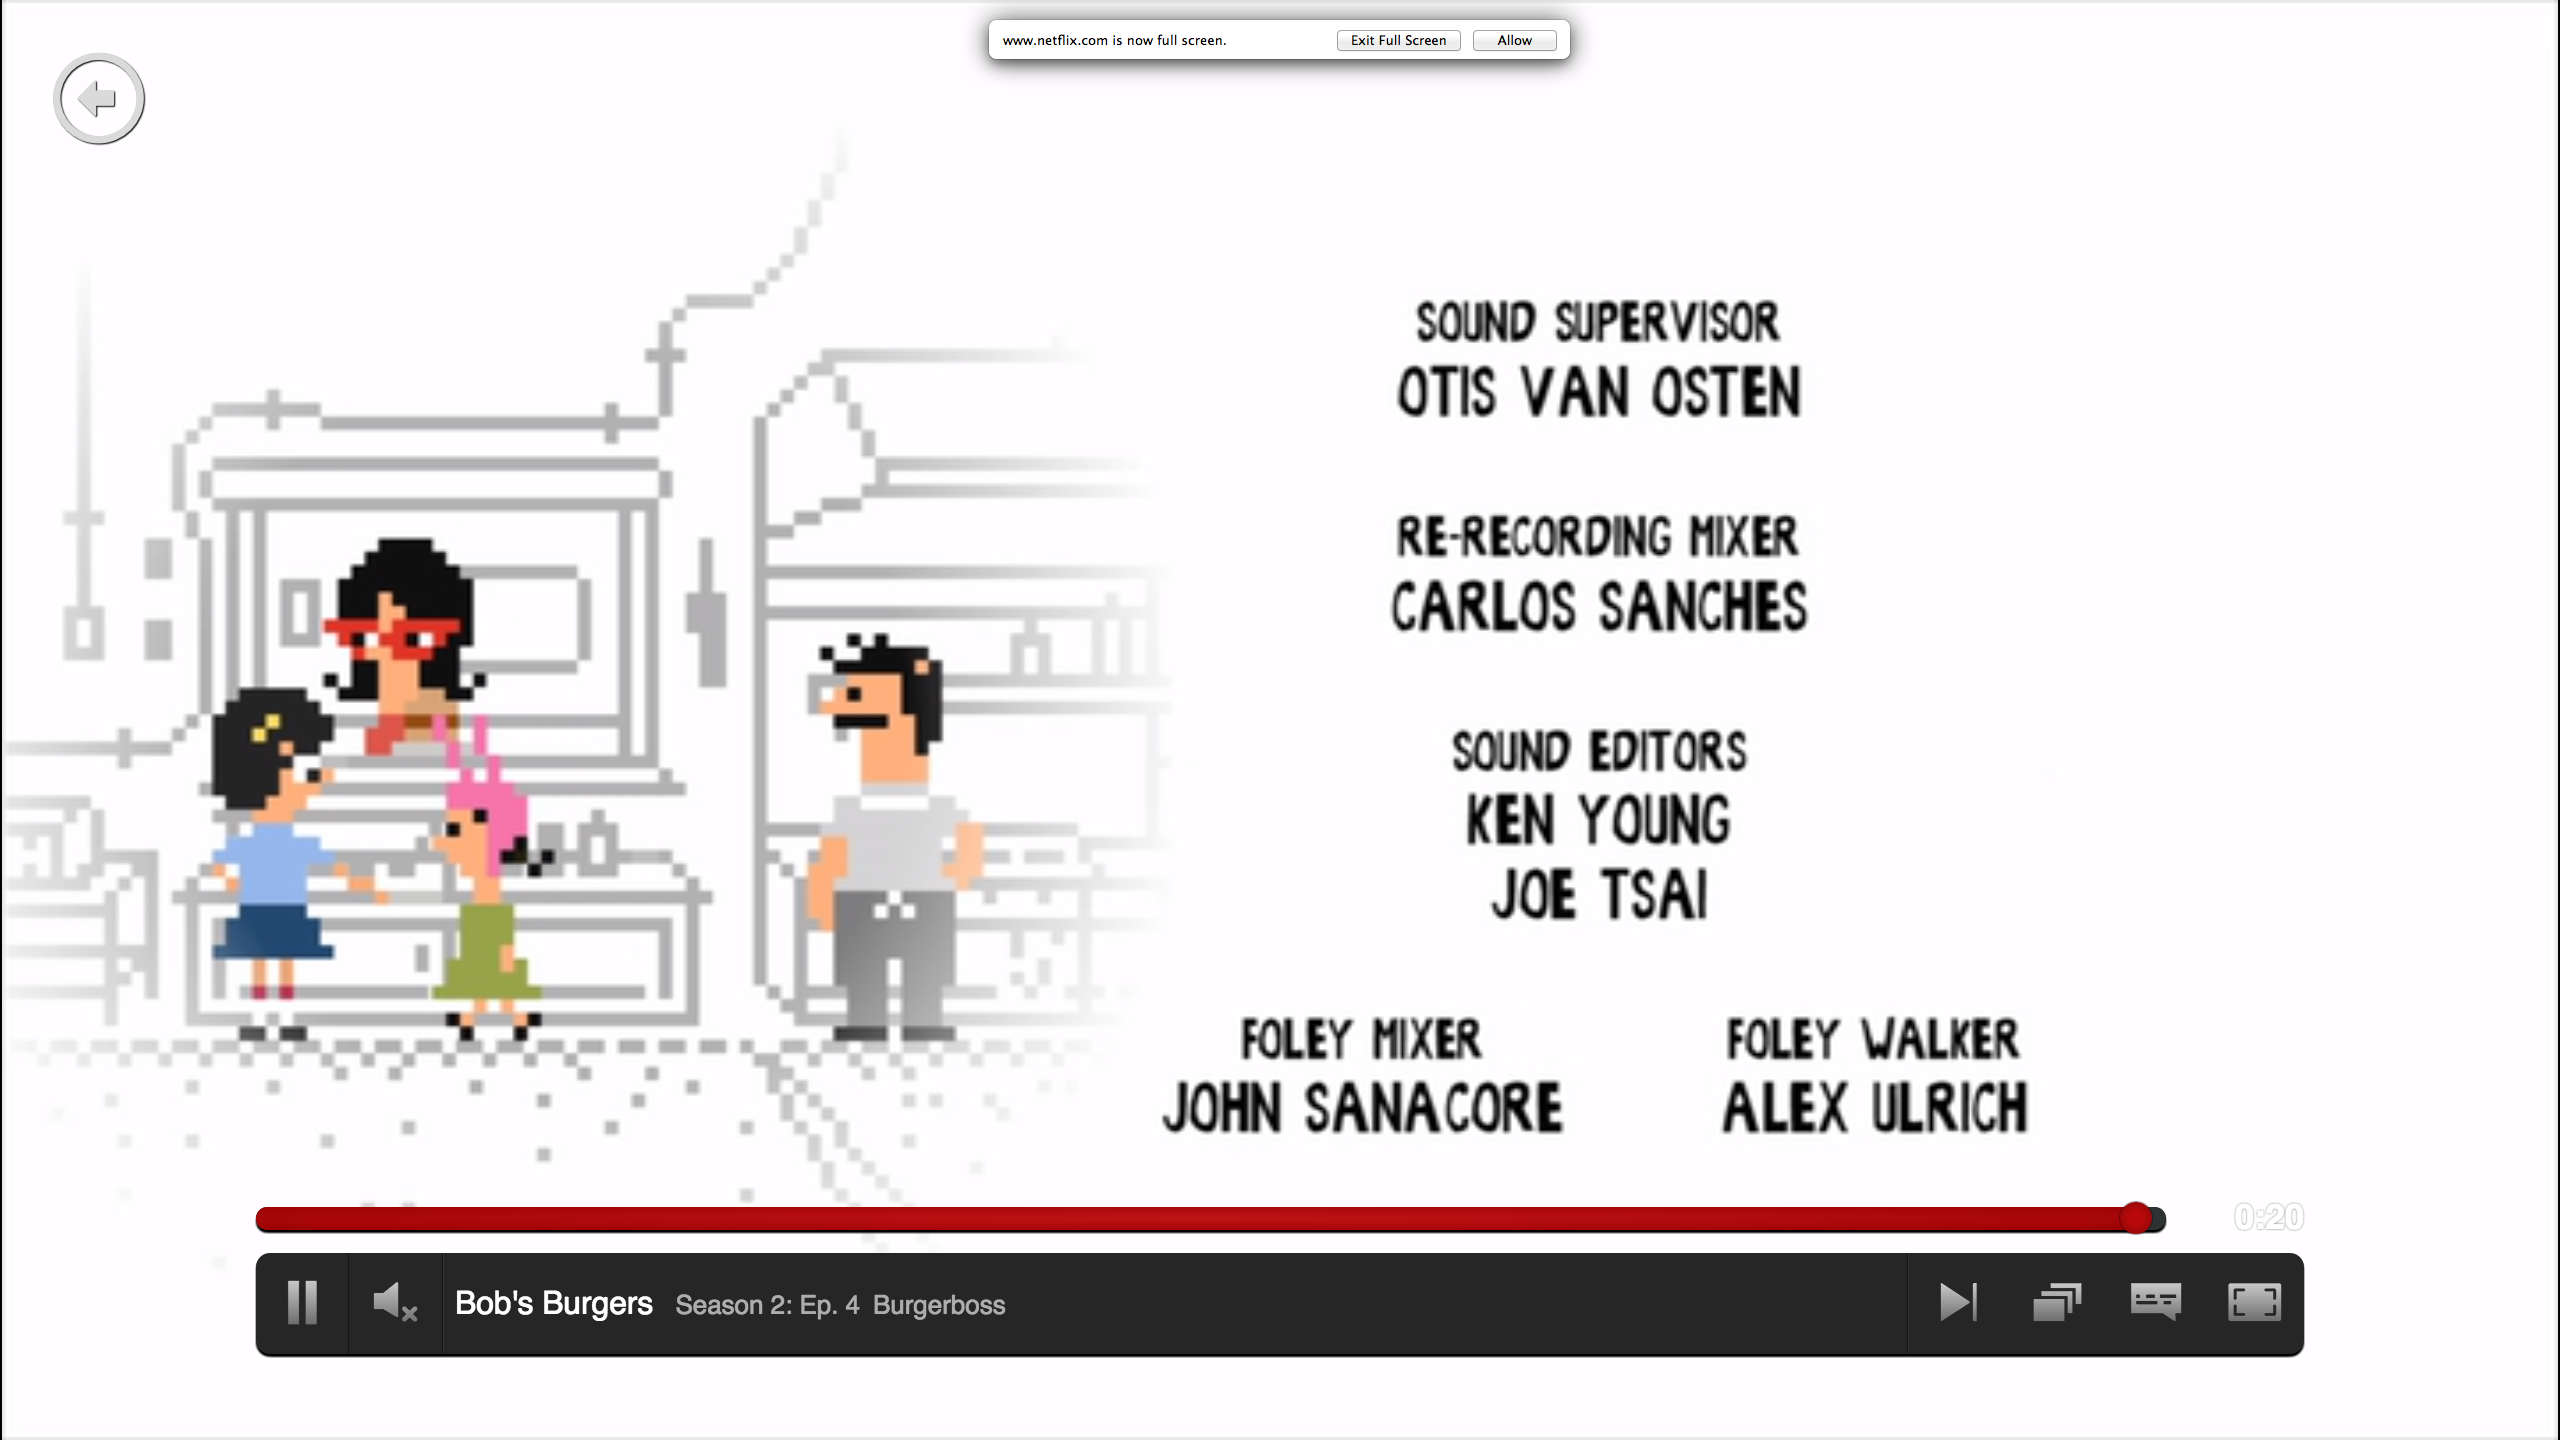 www.netflix.com is now full screen. Exit Full Screen Allow
SOUND SUPERVISOR
OTIS VAN OSTEN
RE-RECORDING MIXER
CARLOS SANCHES
SOUND EDITORS
KEN YOUNG
JOE TSAI
FOLEY MIXER
JOHN SANACORE
FOLEY WALKER
ALEX ULRICH
0:20
Bob's Burgers Season 2: Ep. 4 Burgerboss